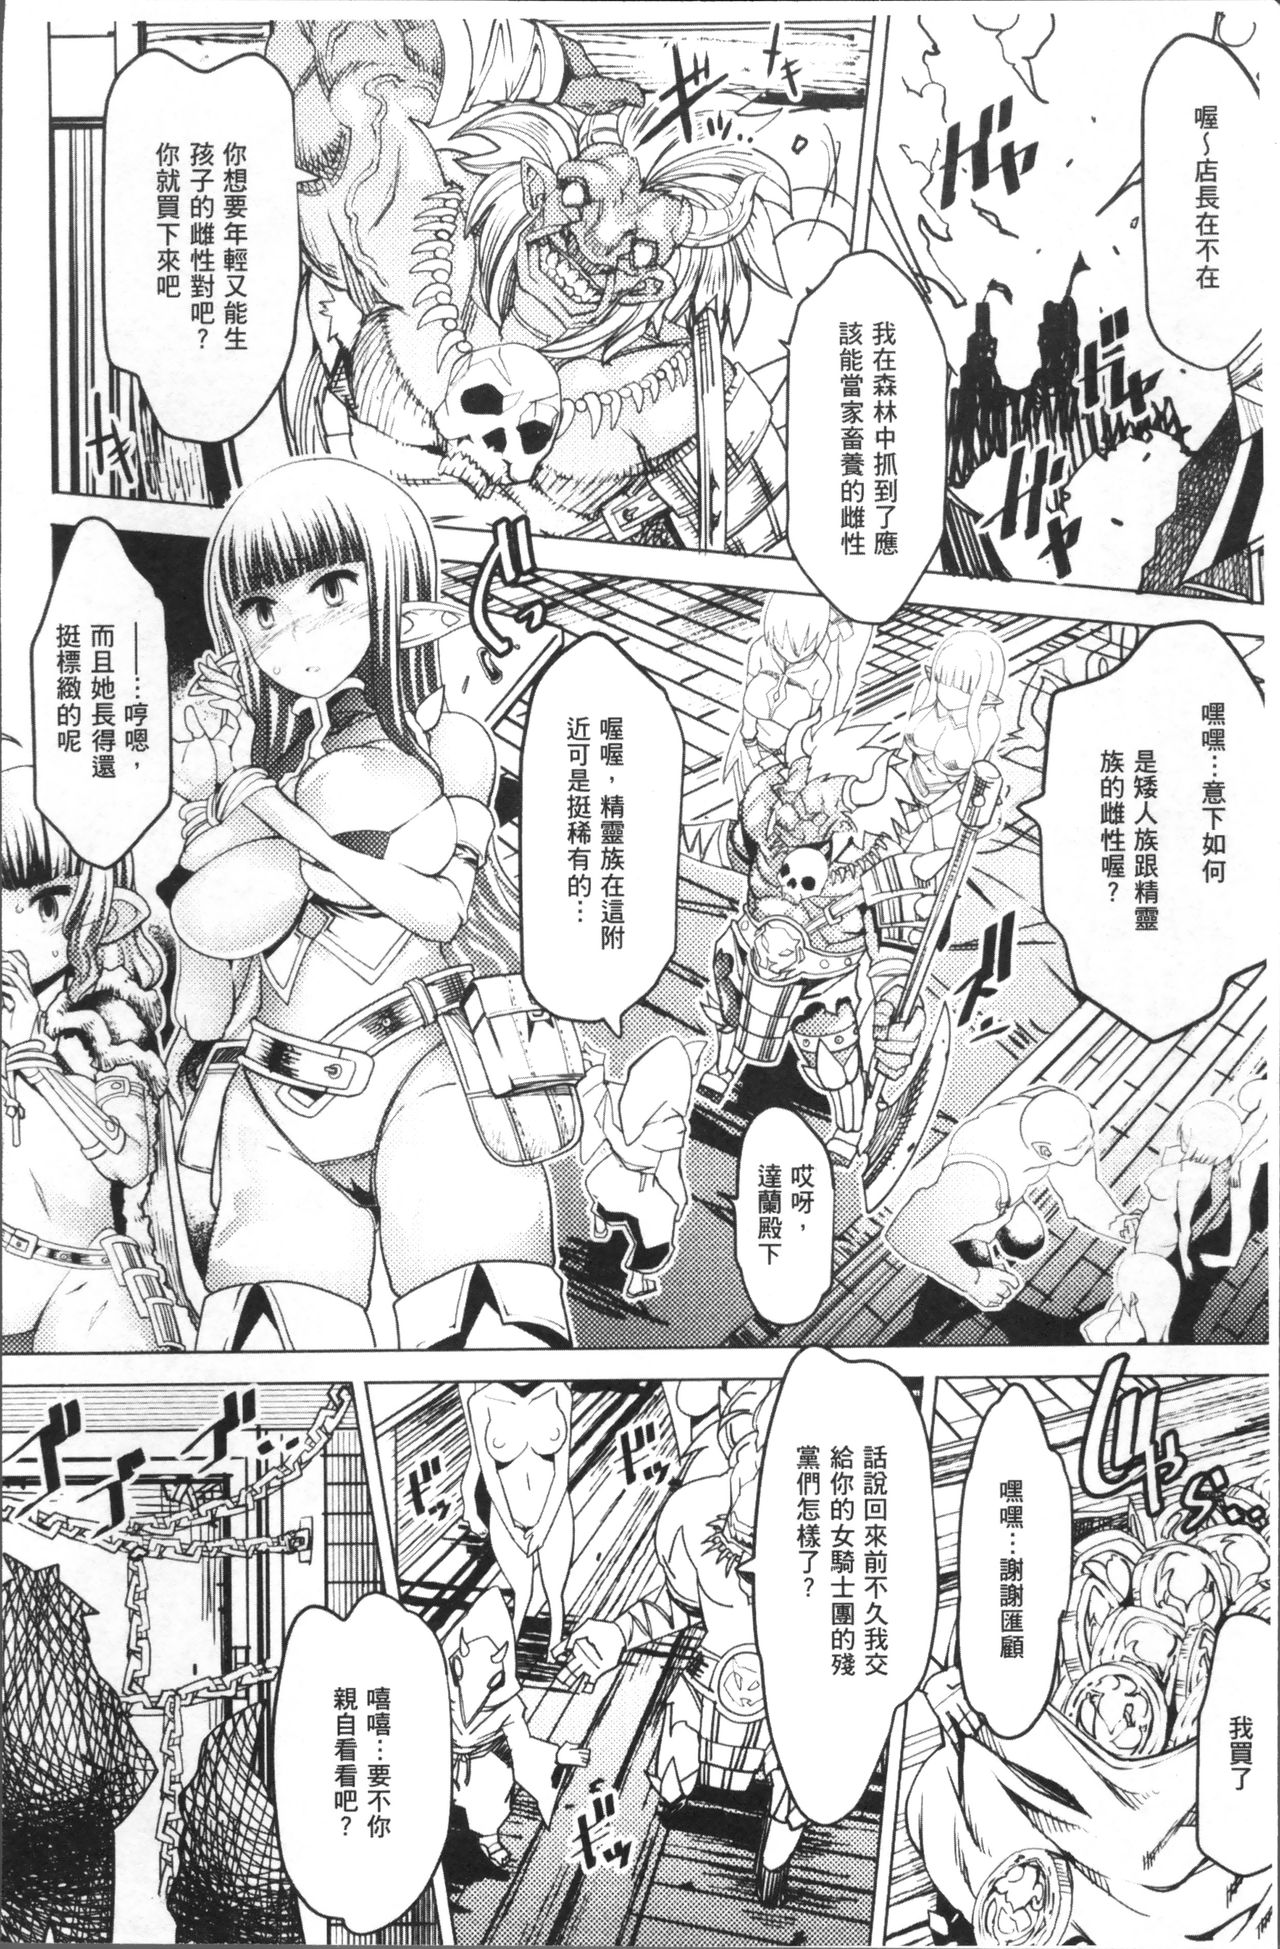 喔～店長在不在
我在森林中抓到了應
該能當家畜養的雌性
你想要年輕又能生
孩子的雌性對吧？
你就買下來吧
嘿嘿…意下如何
是矮人族跟精靈
族的雌性喔？
哎呀，
達蘭殿下
喔喔，精靈族在這附
近可是挺稀有的…
――…哼嗯，
而且她長得還
挺標緻的呢
我買了
嘿嘿…謝謝匯顧
話說回來前不久我交
給你的女騎士團的殘
黨們怎樣了？
嘻嘻…要不你
親自看看吧？